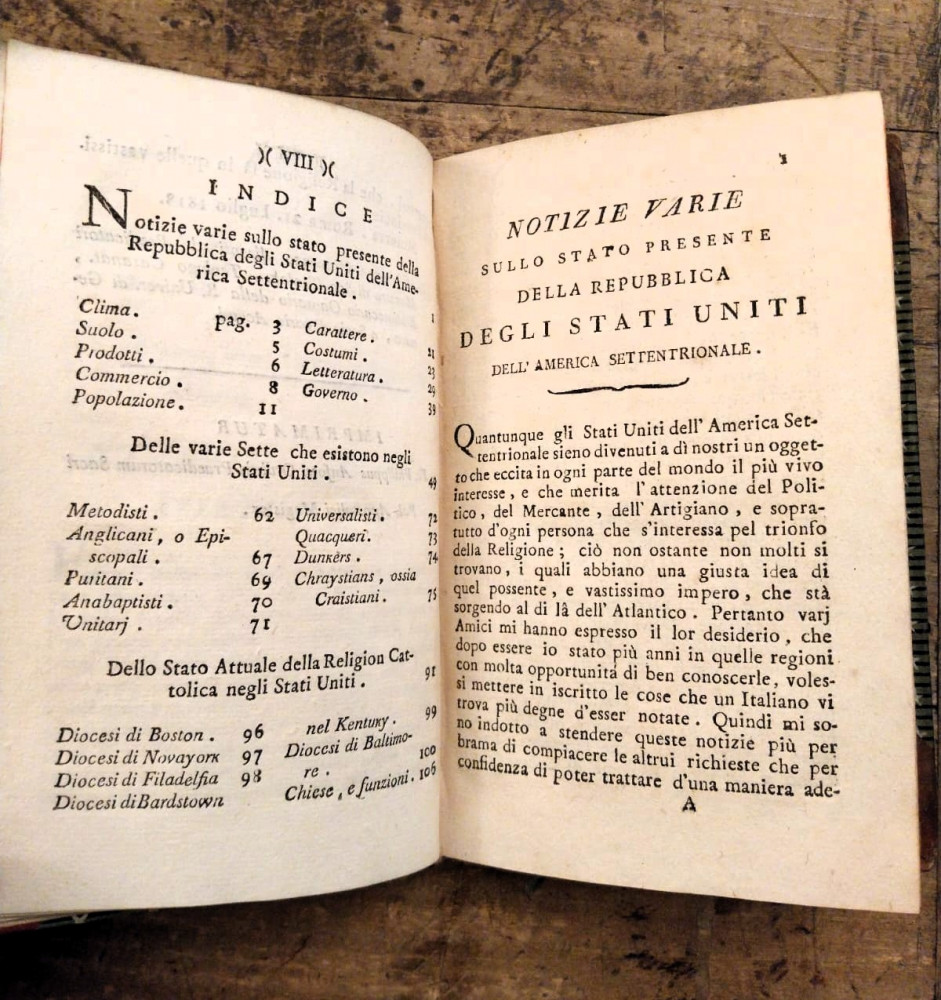 )( VIII )(
INDICE
Notizie varie sullo stato presente della
Repubblica degli Stati Uniti dell'Ame-
rica Settentrionale. 1
Clima. pag. 3
Suolo. 5
Prodotti. 6
Commercio. 8
Popolazione. 11
Carattere. 21
Costumi. 23
Letteratura. 29
Governo. 39
Delle varie Sette che esistono negli
Stati Uniti. 49
Metodisti. 62
Anglicani, o Epi-
scopali. 67
Puritani. 69
Anabaptisti. 70
Unitarj. 71
Universalisti. 72
Quacqueri. 73
Dunkers. 74
Chraystians, ossia
Craistiani. 75
Dello Stato Attuale della Religion Cat-
tolica negli Stati Uniti. 91
Diocesi di Boston. 96
Diocesi di Novayork 97
Diocesi di Filadelfia 98
Diocesi di Bardstown
nel Kentuky. 99
Diocesi di Baltimo-
re. 100
Chiese, e funzioni. 106
1
NOTIZIE VARIE
SULLO STATO PRESENTE
DELLA REPUBBLICA
DEGLI STATI UNITI
DELL' AMERICA SETTENTRIONALE.
Quantunque gli Stati Uniti dell' America Set-
tentrionale sieno divenuti a dì nostri un ogget-
to che eccita in ogni parte del mondo il più vivo
interesse, e che merita l'attenzione del Poli-
tico, del Mercante, dell' Artigiano, e sopra-
tutto d'ogni persona che s'interessa pel trionfo
della Religione; ciò non ostante non molti si
trovano, i quali abbiano una giusta idea di
quel possente, e vastissimo impero, che stà
sorgendo al di là dell' Atlantico. Pertanto varj
Amici mi hanno espresso il lor desiderio, che
dopo essere io stato più anni in quelle regioni
con molta opportunità di ben conoscerle, voles-
si mettere in iscritto le cose che un Italiano vi
trova più degne d'esser notate. Quindi mi so-
no indotto a stendere queste notizie più per
brama di compiacere le altrui richieste che per
confidenza di poter trattare d'una maniera ade-
A